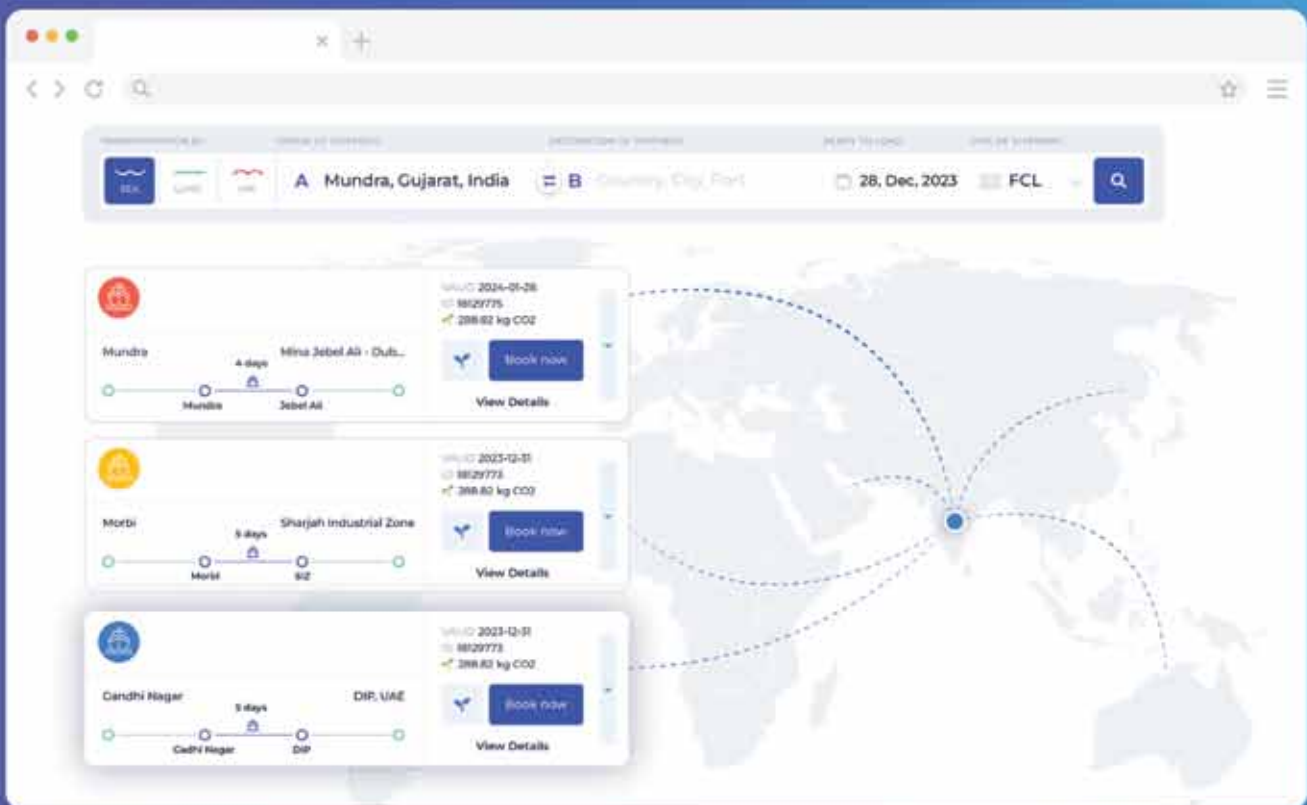 SEA
A Mundra, Gujarat, India
B Country, City, Port
28, Dec, 2023
FCL
VALID 2024-01-28
ID 18129775
288.82 kg CO2
Mundra
Mina Jebel Ali - Dub...
4 days
Mundra
Jebel Ali
Book now
View Details
VALID 2023-12-31
ID 18129773
288.82 kg CO2
Morbi
Sharjah Industrial Zone
5 days
Morbi
SIZ
Book now
View Details
VALID 2023-12-31
ID 18129773
288.82 kg CO2
Gandhi Nagar
DIP, UAE
5 days
Gadhi Nagar
DIP
Book now
View Details